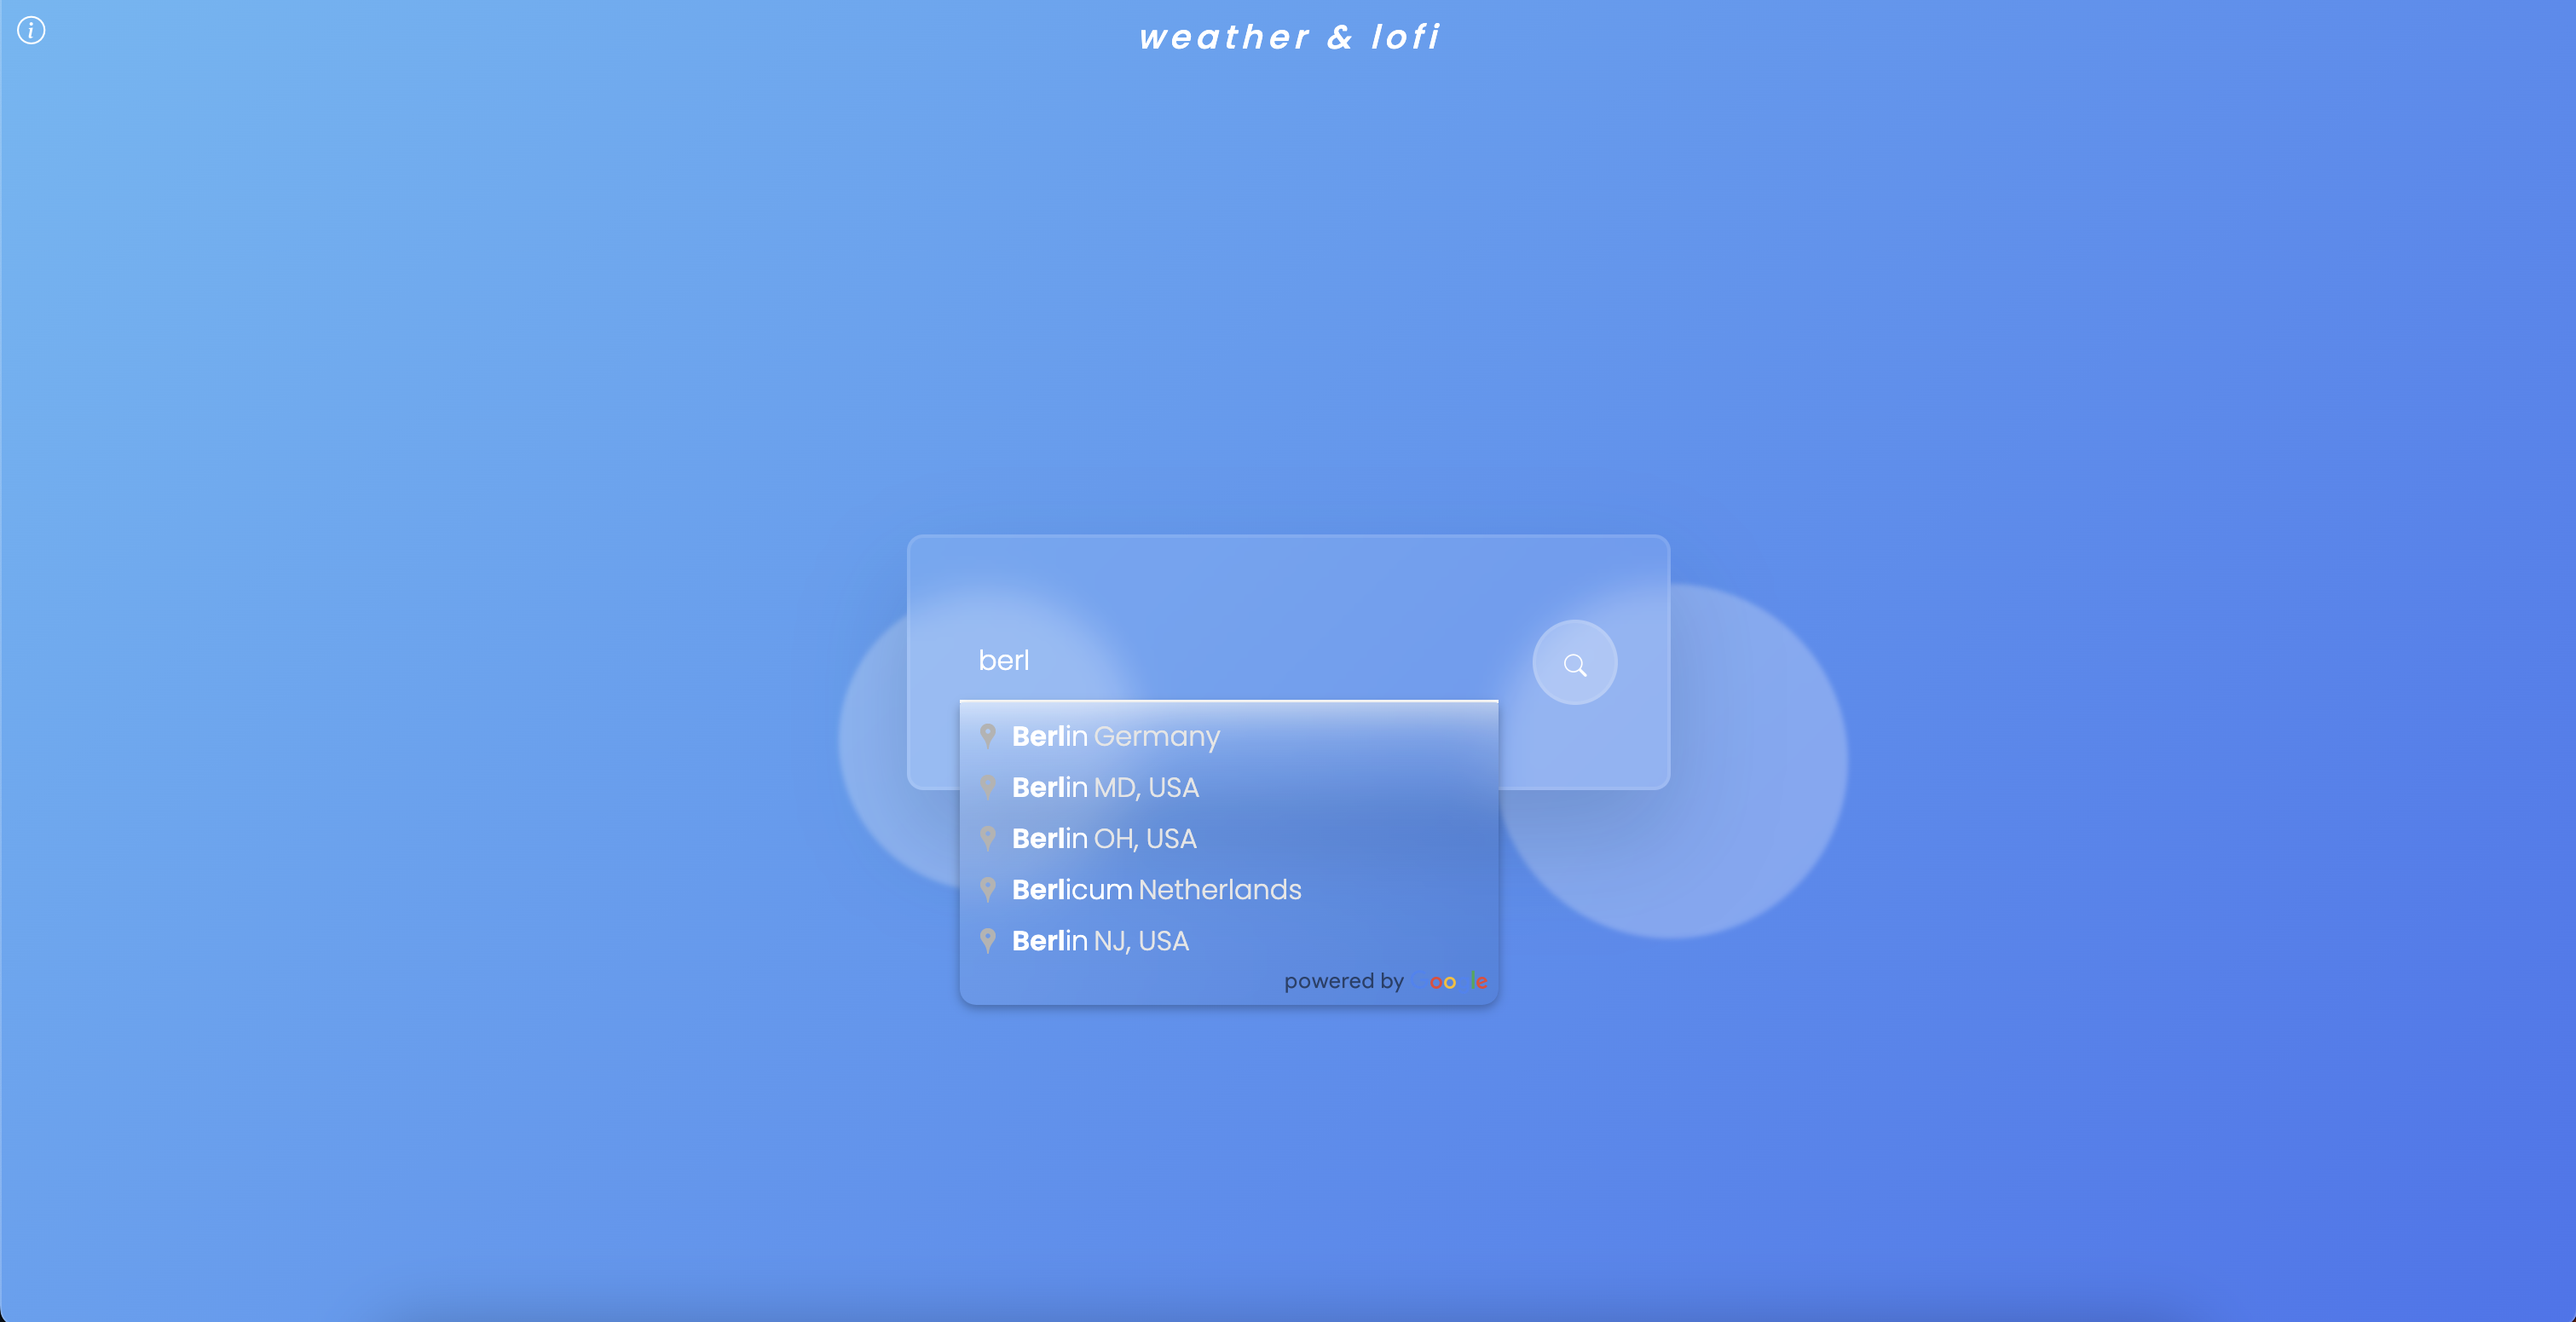 weather & lofi
berl
Berlin Germany
Berlin MD, USA
Berlin OH, USA
Berlicum Netherlands
Berlin NJ, USA
powered by oo le